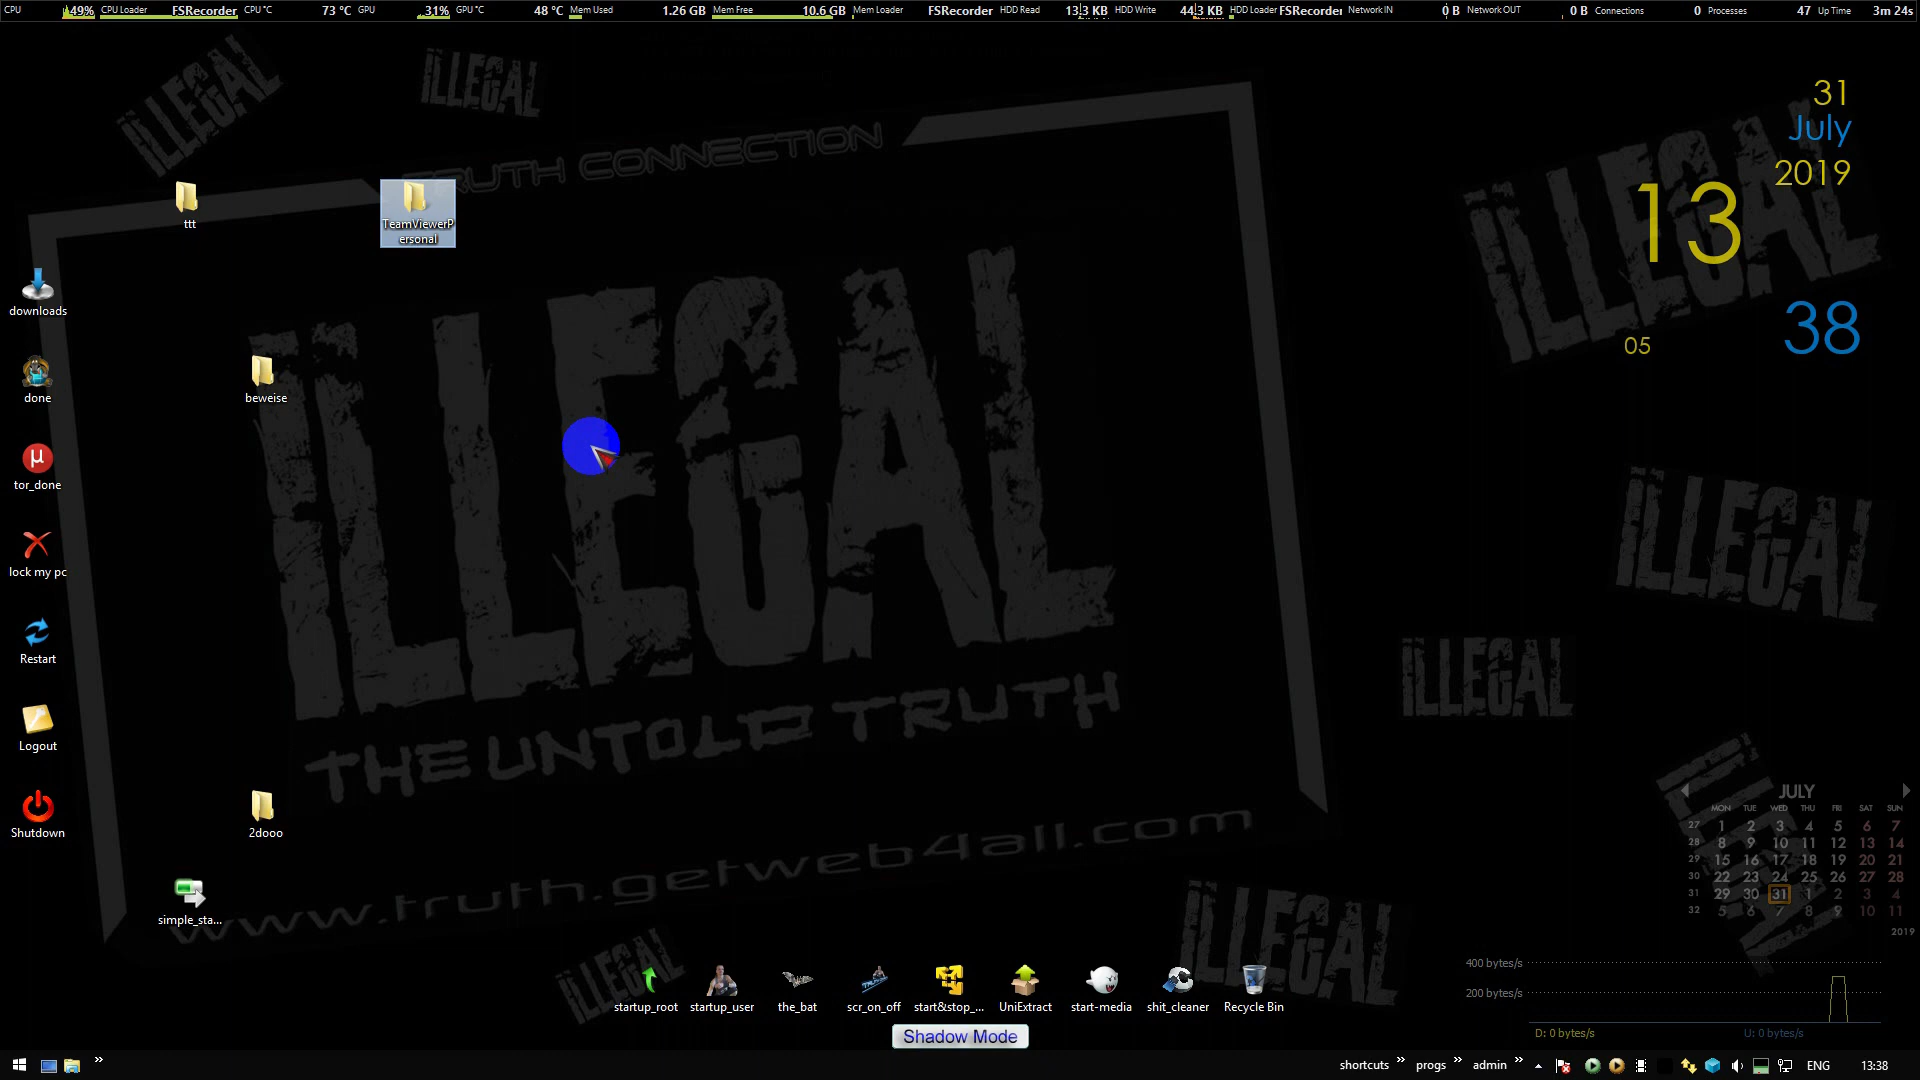 CPU 49% CPU Loader FSRecorder CPU °C 73 °C GPU 31% GPU °C 48 °C Mem Used 1.26 GB Mem Free 10.6 GB Mem Loader FSRecorder HDD Read 13.3 KB HDD Write 44.3 KB HDD Loader FSRecorder Network IN 0 B Network OUT 0 B Connections 0 Processes 47 Up Time 3m 24s
ILLEGAL
ILLEGAL
TRUTH CONNECTION
31
July
2019
13
38
05
ILLEGAL
ttt
TeamViewerP
ersonal
downloads
done
beweise
tor_done
lock my pc
Restart
Logout
Shutdown
2dooo
simple_sta...
ILLEGAL
THE UNTOLD TRUTH
www.truth.getweb4all.com
ILLEGAL
ILLEGAL
ILLEGAL
ILLEGAL
ILLEGAL
JULY
MON TUE WED THU FRI SAT SUN
27 1 2 3 4 5 6 7
28 8 9 10 11 12 13 14
29 15 16 17 18 19 20 21
30 22 23 24 25 26 27 28
31 29 30 31 1 2 3 4
32 5 6 7 8 9 10 11
2019
400 bytes/s
200 bytes/s
D: 0 bytes/s U: 0 bytes/s
startup_root startup_user the_bat scr_on_off start&stop_... UniExtract start-media shit_cleaner Recycle Bin
Shadow Mode
shortcuts » progs » admin » ENG 13:38